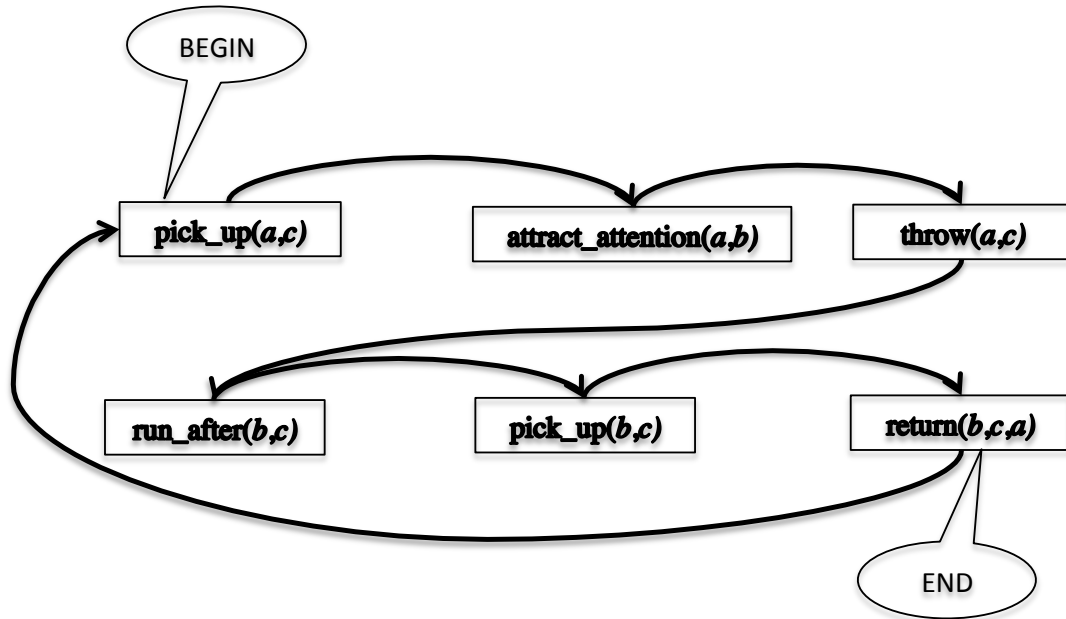 BEGIN
pick_up(a,c)
attract_attention(a,b)
throw(a,c)
run_after(b,c)
pick_up(b,c)
return(b,c,a)
END